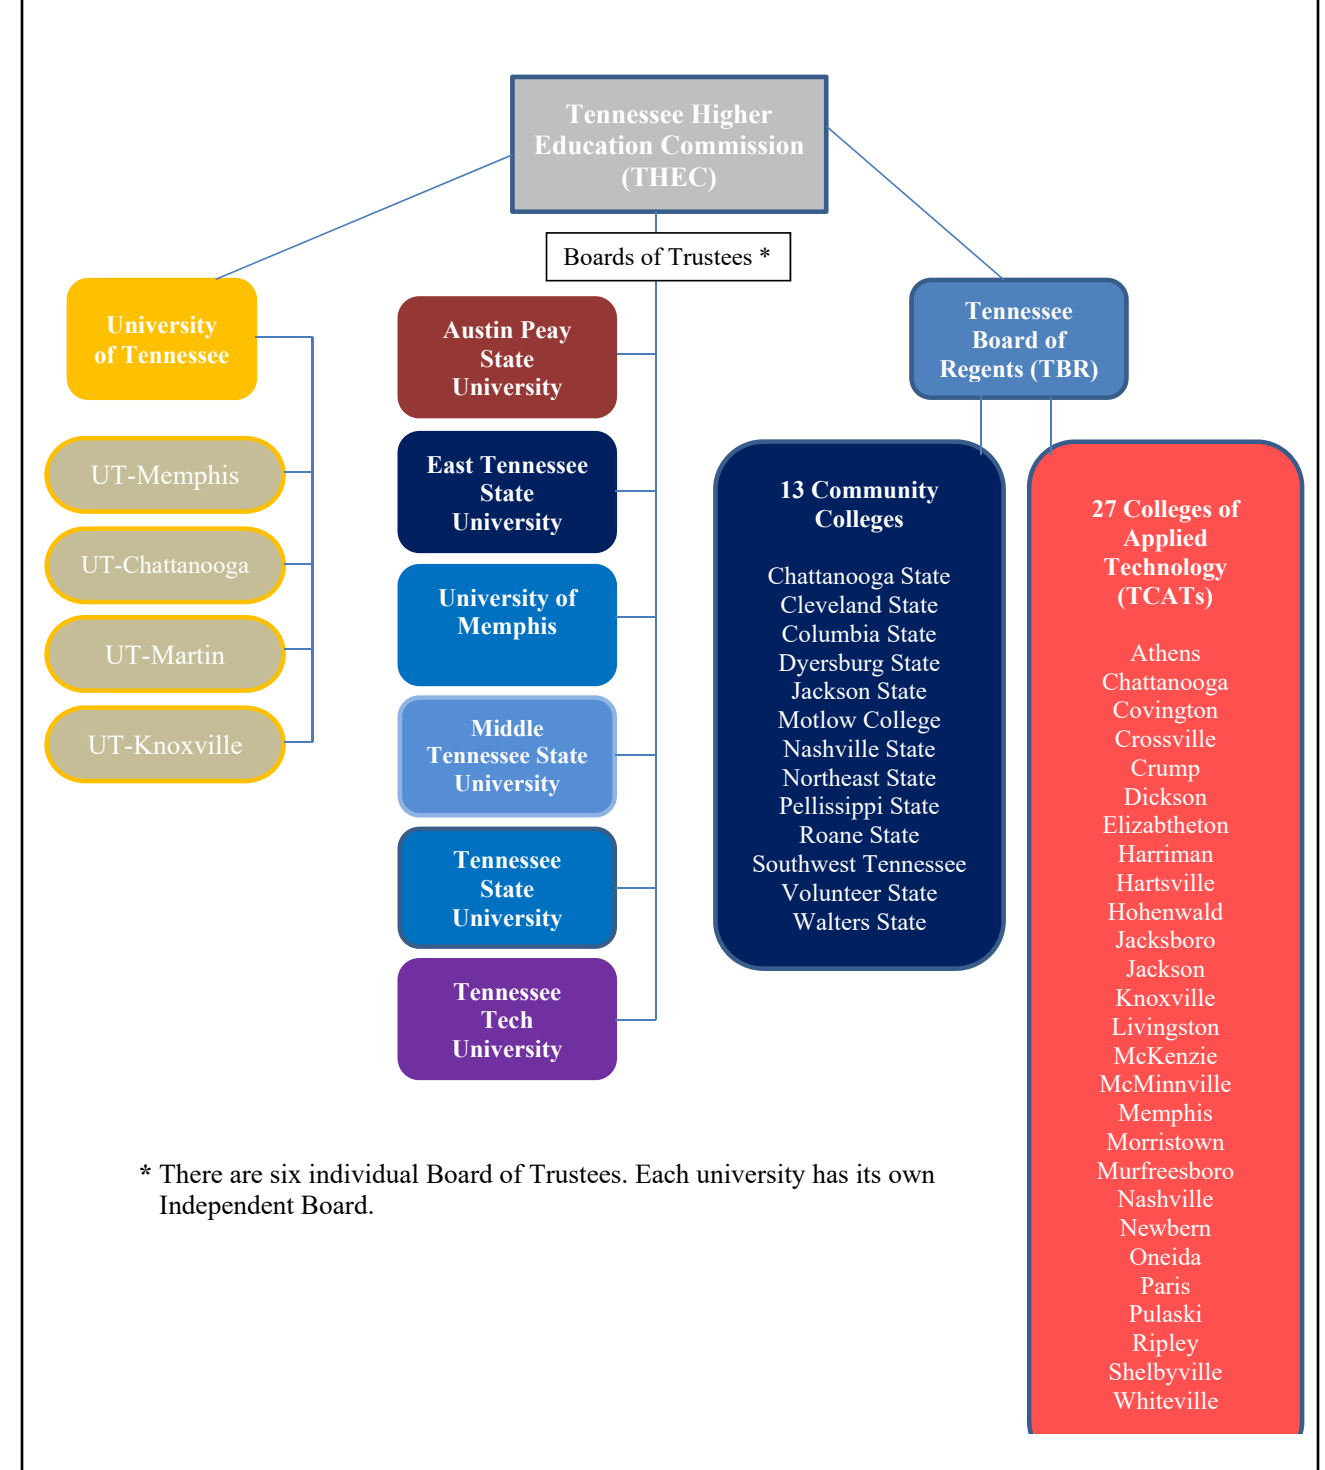 Tennessee Higher
Education Commission
(THEC)
Boards of Trustees *
University
of Tennessee
UT-Memphis
UT-Chattanooga
UT-Martin
UT-Knoxville
Austin Peay
State
University
East Tennessee
State
University
University of
Memphis
Middle
Tennessee State
University
Tennessee
State
University
Tennessee
Tech
University
Tennessee
Board of
Regents (TBR)
13 Community
Colleges
Chattanooga State
Cleveland State
Columbia State
Dyersburg State
Jackson State
Motlow College
Nashville State
Northeast State
Pellissippi State
Roane State
Southwest Tennessee
Volunteer State
Walters State
27 Colleges of
Applied
Technology
(TCATs)
Athens
Chattanooga
Covington
Crossville
Crump
Dickson
Elizabtheton
Harriman
Hartsville
Hohenwald
Jacksboro
Jackson
Knoxville
Livingston
McKenzie
McMinnville
Memphis
Morristown
Murfreesboro
Nashville
Newbern
Oneida
Paris
Pulaski
Ripley
Shelbyville
Whiteville
* There are six individual Board of Trustees. Each university has its own
Independent Board.